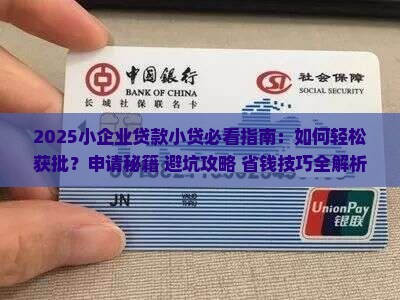 中国银行
BANK OF CHINA
社会保障
SOCIAL SECURITY
长城 社保联名卡
2025小企业贷款小贷必看指南：如何轻松
获批？申请秘籍 避坑攻略 省钱技巧全解析
JN
UnionPay
银联